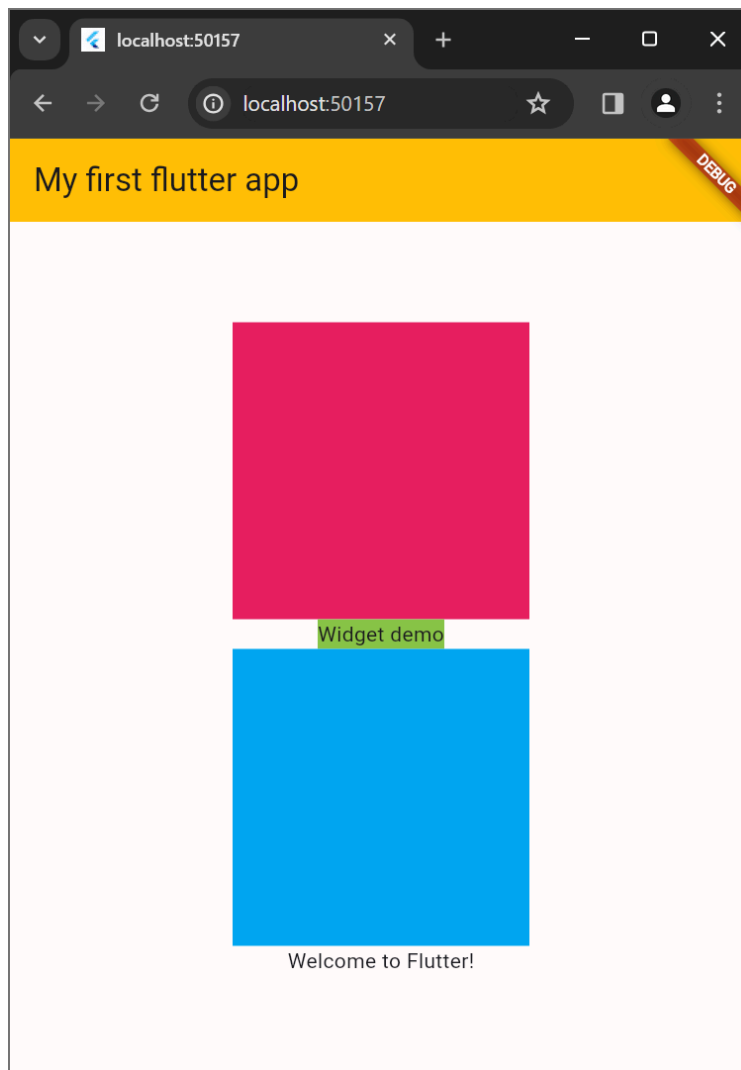 localhost:50157
localhost:50157
My first flutter app
DEBUG
Widget demo
Welcome to Flutter!